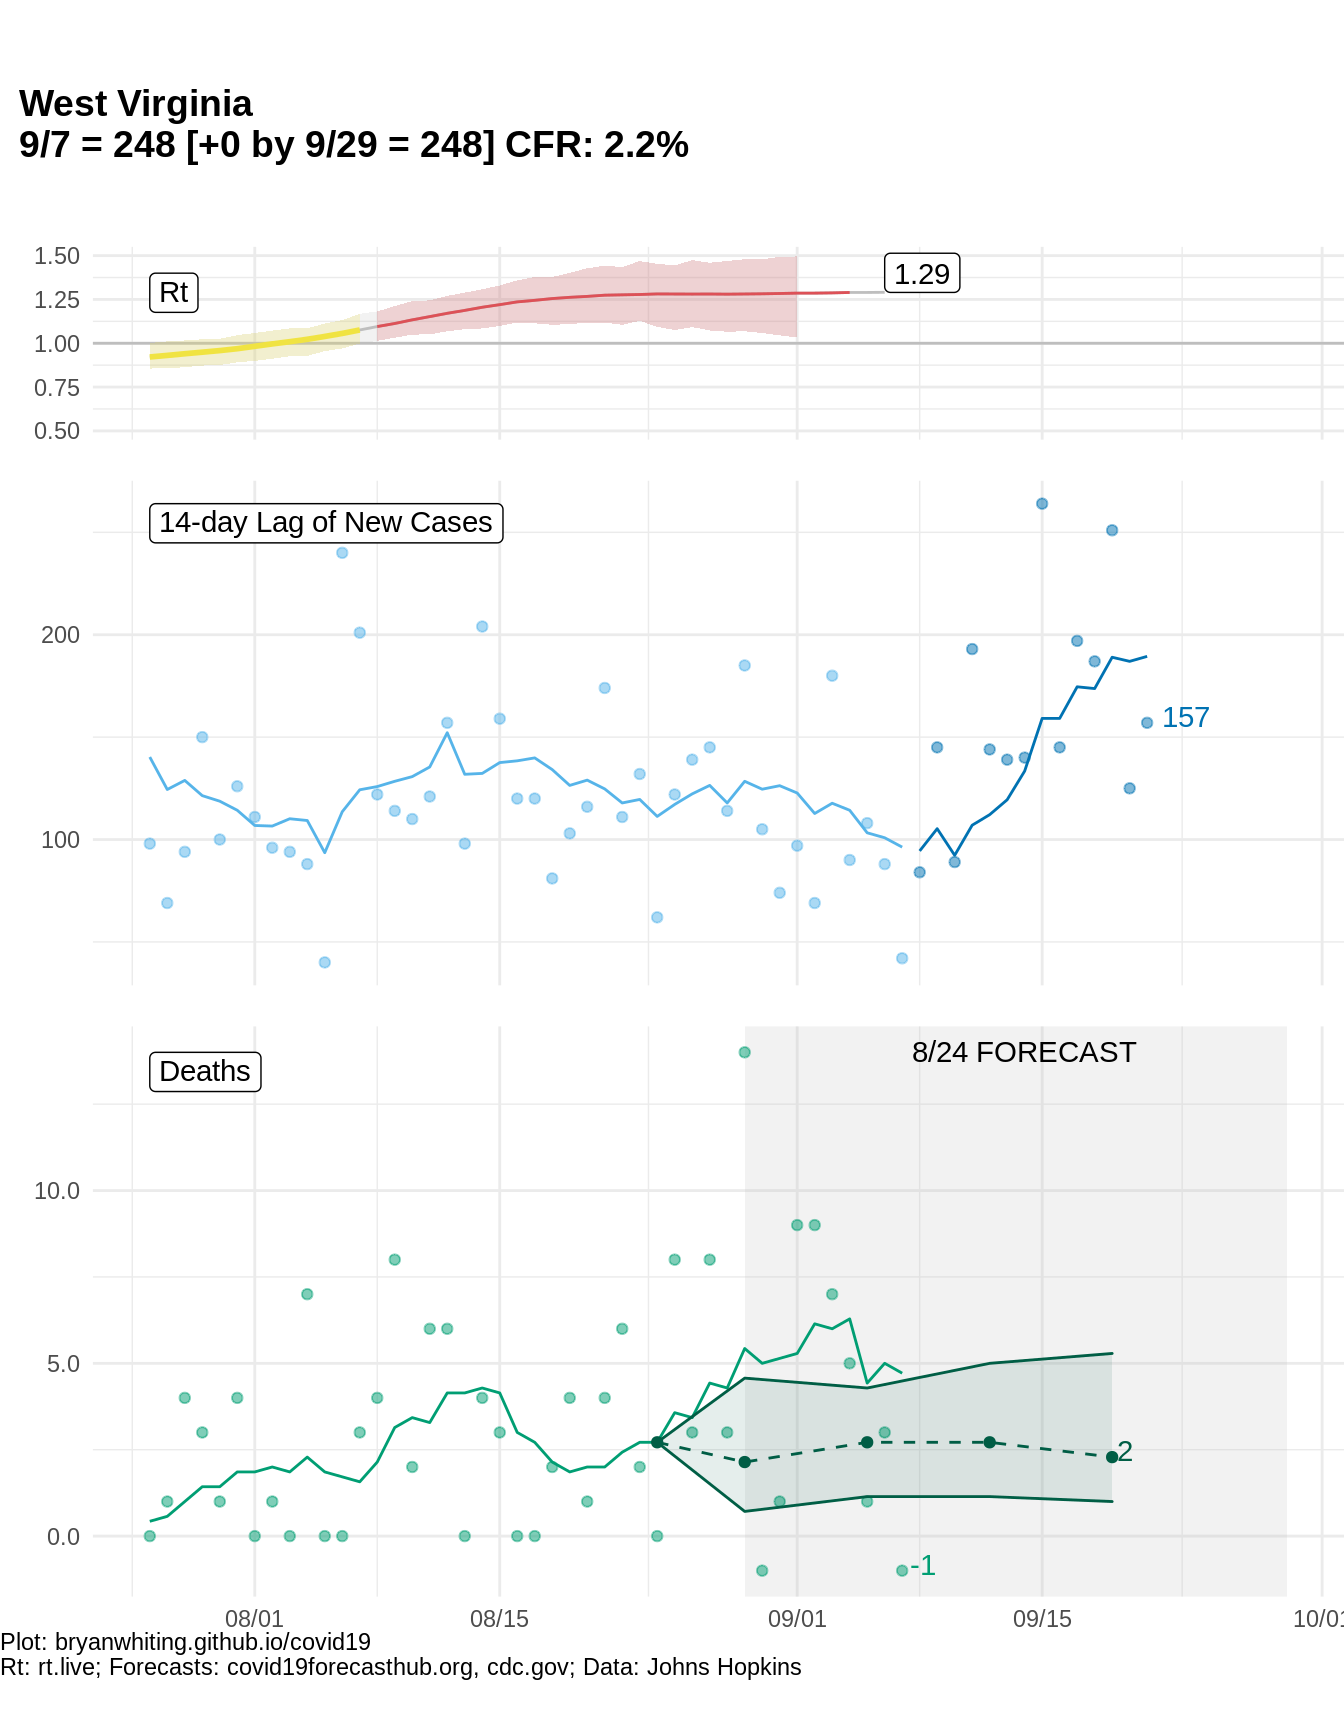 West Virginia
9/7 = 248 [+0 by 9/29 = 248] CFR: 2.2%
1.50
1.25
1.00
0.75
0.50
Rt
1.29
14-day Lag of New Cases
200
100
157
Deaths
8/24 FORECAST
10.0
5.0
0.0
2
-1
08/01
08/15
09/01
09/15
10/01
Plot: bryanwhiting.github.io/covid19
Rt: rt.live; Forecasts: covid19forecasthub.org, cdc.gov; Data: Johns Hopkins